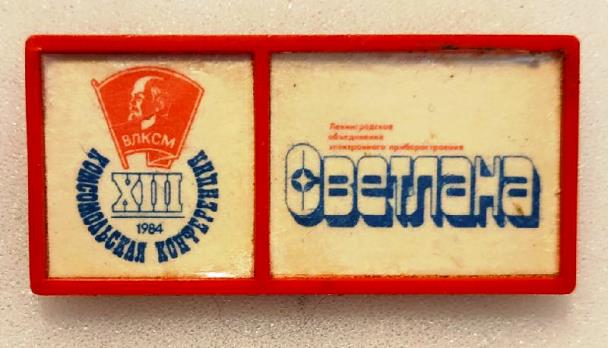 ВЛКСМ
XIII
1984
КОМСОМОЛЬСКАЯ КОНФЕРЕНЦИЯ
Ленинградское
объединение
электронного приборостроения
Светлана